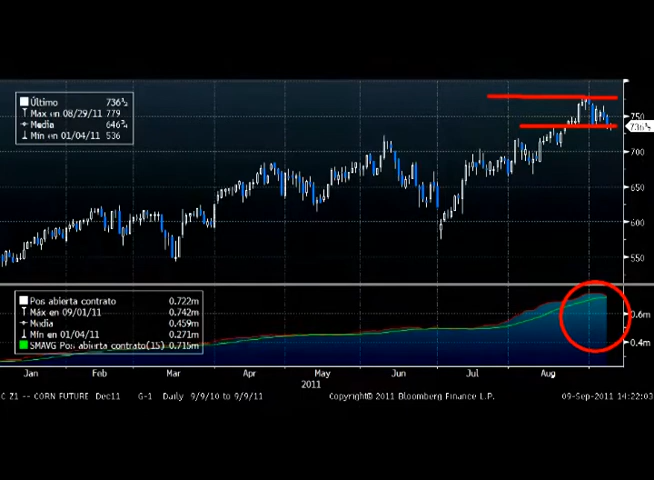 Último 736¾
Max en 08/29/11 779
Media 646¾
Mín en 01/04/11 536
750
736¾
700
650
600
550
Pos abierta contrato 0.722m
Máx en 09/01/11 0.742m
Media 0.459m
Mín en 01/04/11 0.271m
SMAVG Pos abierta contrato(15) 0.715m
0.6m
0.4m
Jan Feb Mar Apr May Jun Jul Aug
2011
C Z1 -- CORN FUTURE Dec11 G-1 Daily 9/9/10 to 9/9/11 Copyright© 2011 Bloomberg Finance L.P. 09-Sep-2011 14:22:03